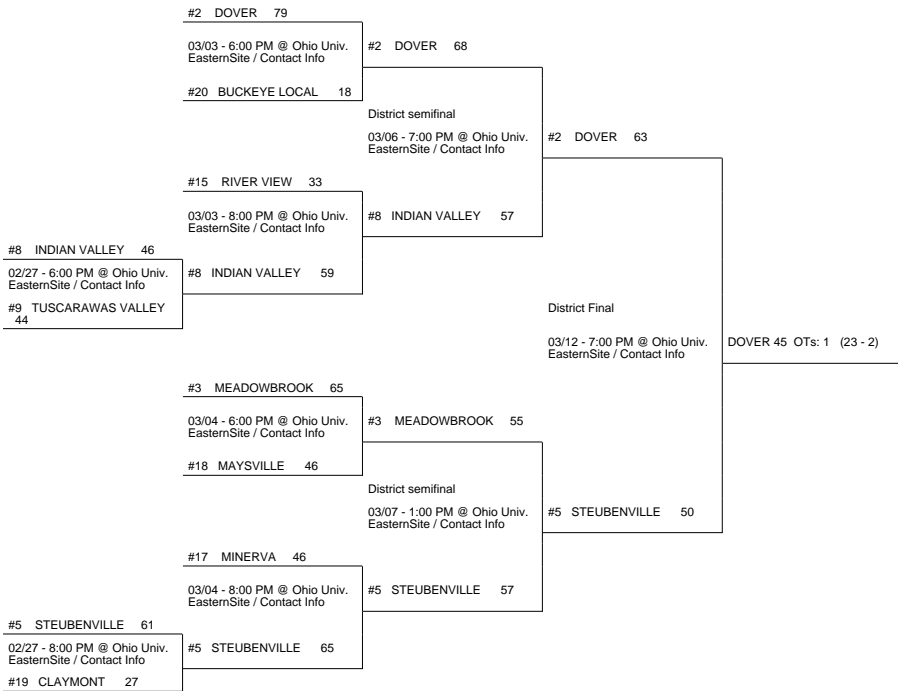 #2 DOVER 79
03/03 - 6:00 PM @ Ohio Univ.
EasternSite / Contact Info
#20 BUCKEYE LOCAL 18
#2 DOVER 68
District semifinal
03/06 - 7:00 PM @ Ohio Univ.
EasternSite / Contact Info
#2 DOVER 63
#15 RIVER VIEW 33
03/03 - 8:00 PM @ Ohio Univ.
EasternSite / Contact Info
#8 INDIAN VALLEY 57
#8 INDIAN VALLEY 46
02/27 - 6:00 PM @ Ohio Univ.
EasternSite / Contact Info
#9 TUSCARAWAS VALLEY
44
#8 INDIAN VALLEY 59
District Final
03/12 - 7:00 PM @ Ohio Univ.
EasternSite / Contact Info
DOVER 45 OTs: 1 (23 - 2)
#3 MEADOWBROOK 65
03/04 - 6:00 PM @ Ohio Univ.
EasternSite / Contact Info
#18 MAYSVILLE 46
#3 MEADOWBROOK 55
District semifinal
03/07 - 1:00 PM @ Ohio Univ.
EasternSite / Contact Info
#5 STEUBENVILLE 50
#17 MINERVA 46
03/04 - 8:00 PM @ Ohio Univ.
EasternSite / Contact Info
#5 STEUBENVILLE 57
#5 STEUBENVILLE 61
02/27 - 8:00 PM @ Ohio Univ.
EasternSite / Contact Info
#19 CLAYMONT 27
#5 STEUBENVILLE 65